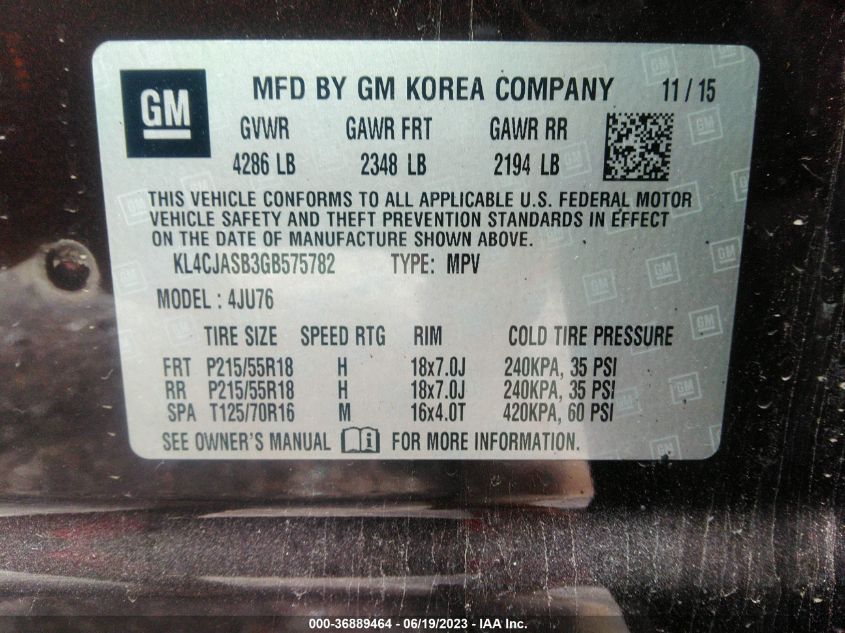 GM MFD BY GM KOREA COMPANY 11/15
GVWR GAWR FRT GAWR RR
4286 LB 2348 LB 2194 LB
THIS VEHICLE CONFORMS TO ALL APPLICABLE U.S. FEDERAL MOTOR
VEHICLE SAFETY AND THEFT PREVENTION STANDARDS IN EFFECT
ON THE DATE OF MANUFACTURE SHOWN ABOVE.
KL4CJASB3GB575782 TYPE: MPV
MODEL : 4JU76
TIRE SIZE SPEED RTG RIM COLD TIRE PRESSURE
FRT P215/55R18 H 18x7.0J 240KPA, 35 PSI
RR P215/55R18 H 18x7.0J 240KPA, 35 PSI
SPA T125/70R16 M 16x4.0T 420KPA, 60 PSI
SEE OWNER'S MANUAL i FOR MORE INFORMATION.
000-36889464 - 06/19/2023 - IAA Inc.